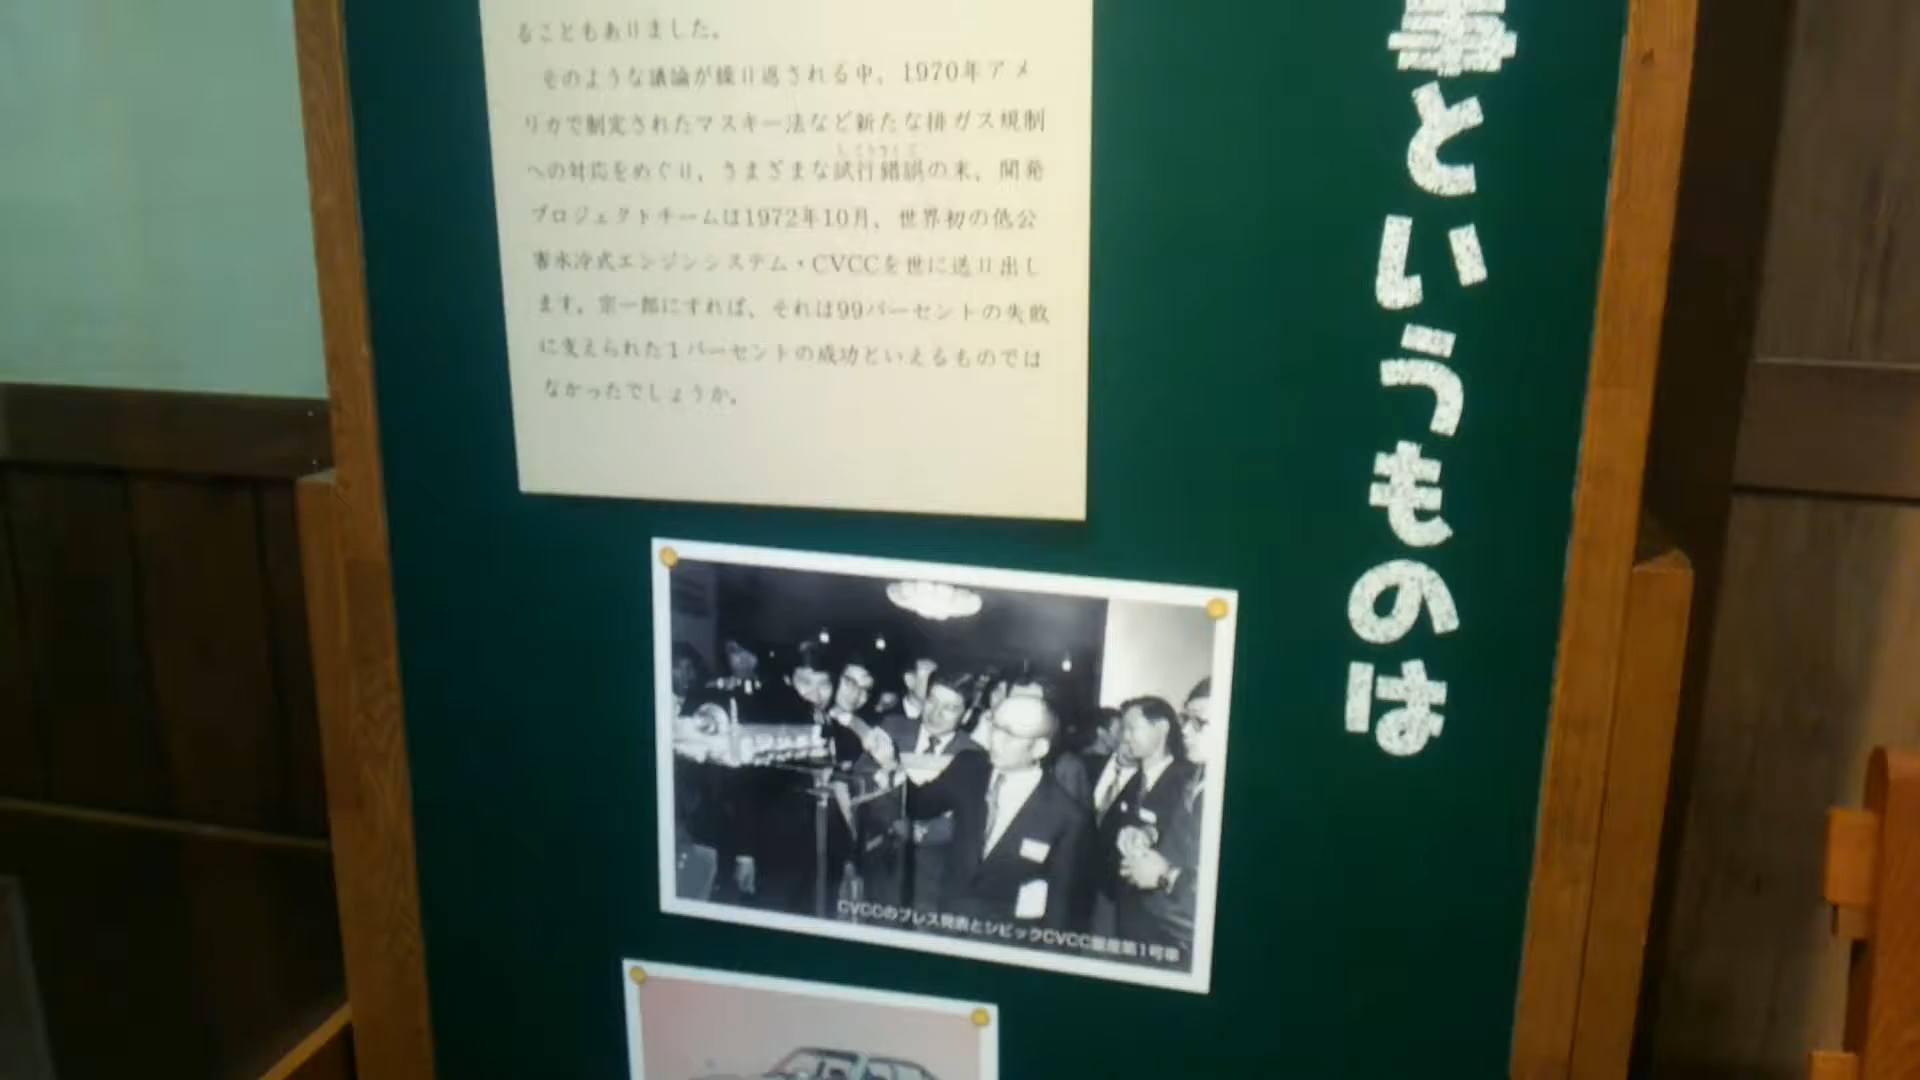 ることもありました。
そのような議論が繰り返される中、1970年アメ
リカで制定されたマスキー法など新たな排ガス規制
への対応をめぐり、さまざまな試行錯誤の末、開発
プロジェクトチームは1972年10月、世界初の低公
害水冷式エンジンシステム・CVCCを世に送り出し
ます。宗一郎にすれば、それは99パーセントの失敗
に支えられた1パーセントの成功といえるものでは
なかったでしょうか。
事というものは
CVCCのプレス発表とシビックCVCC量産第1号車